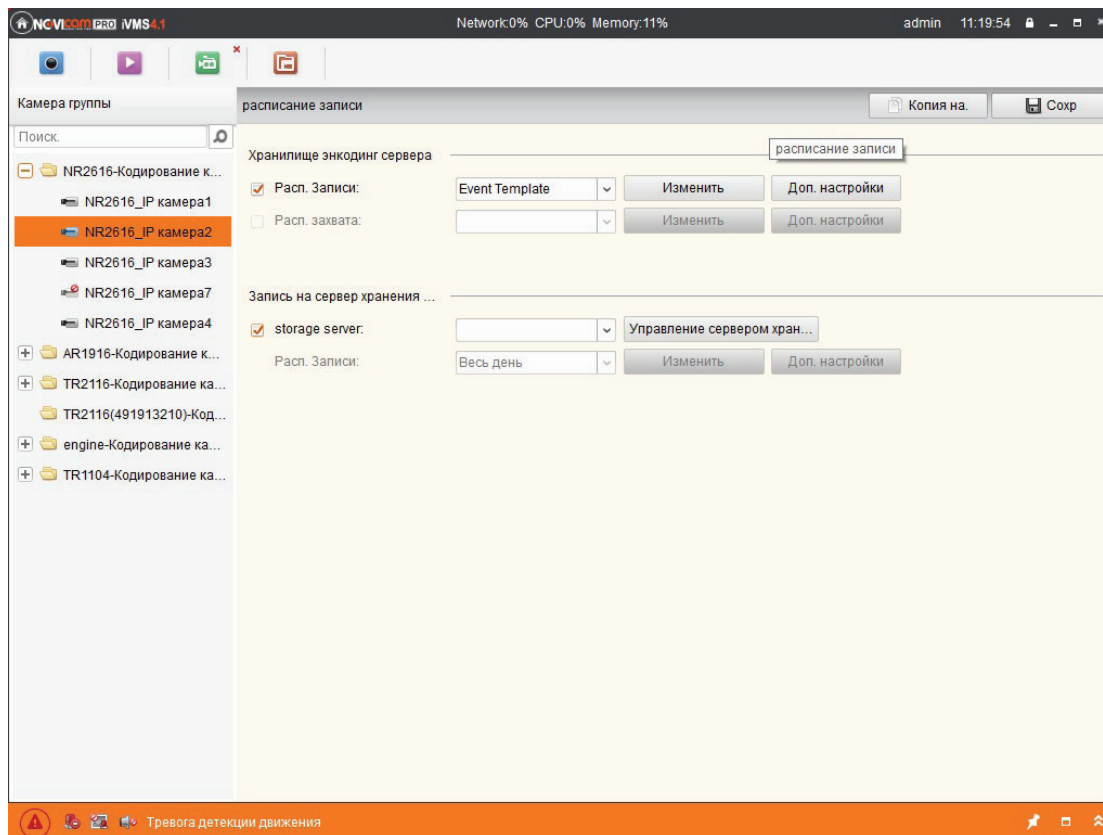 NOVIcom PRO iVMS4.1 Network:0% CPU:0% Memory:11% admin 11:19:54
Камера группы
расписание записи Копия на. Сохр
Поиск.
расписание записи
Хранилище энкодинг сервера
NR2616-Кодирование к...
Расп. Записи: Event Template Изменить Доп. настройки
NR2616_IP камера1
Расп. захвата: Изменить Доп. настройки
NR2616_IP камера2
NR2616_IP камера3
NR2616_IP камера7
Запись на сервер хранения ...
NR2616_IP камера4
storage server: Управление сервером хран...
AR1916-Кодирование к...
Расп. Записи: Весь день Изменить Доп. настройки
TR2116-Кодирование ка...
TR2116(491913210)-Код...
engine-Кодирование ка...
TR1104-Кодирование ка...
Тревога детекции движения